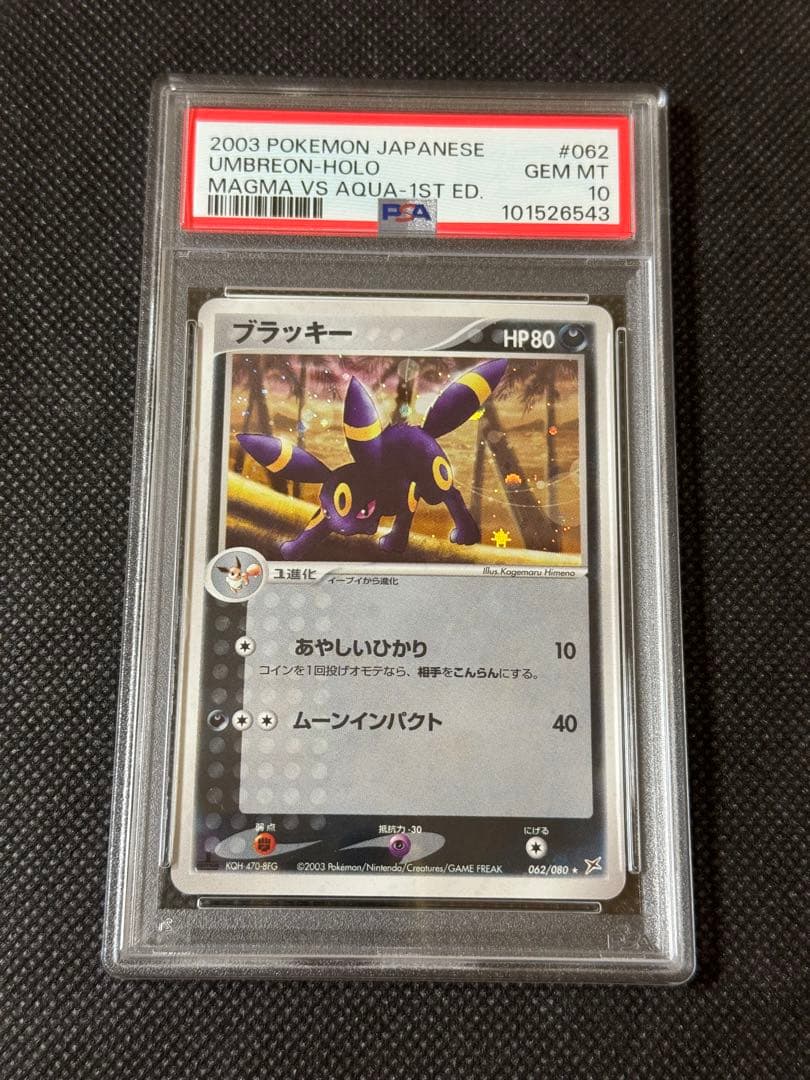 2003 POKEMON JAPANESE #062
UMBREON-HOLO GEM MT
MAGMA VS AQUA-1ST ED. 10
PSA 101526543
ブラッキー HP80
Illus. Kagemaru Himeno
1進化 イーブイから進化
あやしいひかり 10
コインを1回投げオモテなら、相手をこんらんにする。
ムーンインパクト 40
弱点 抵抗力 -30 にげる
KQH 470-8FG ©2003 Pokémon/Nintendo/Creatures/GAME FREAK 062/080 ★